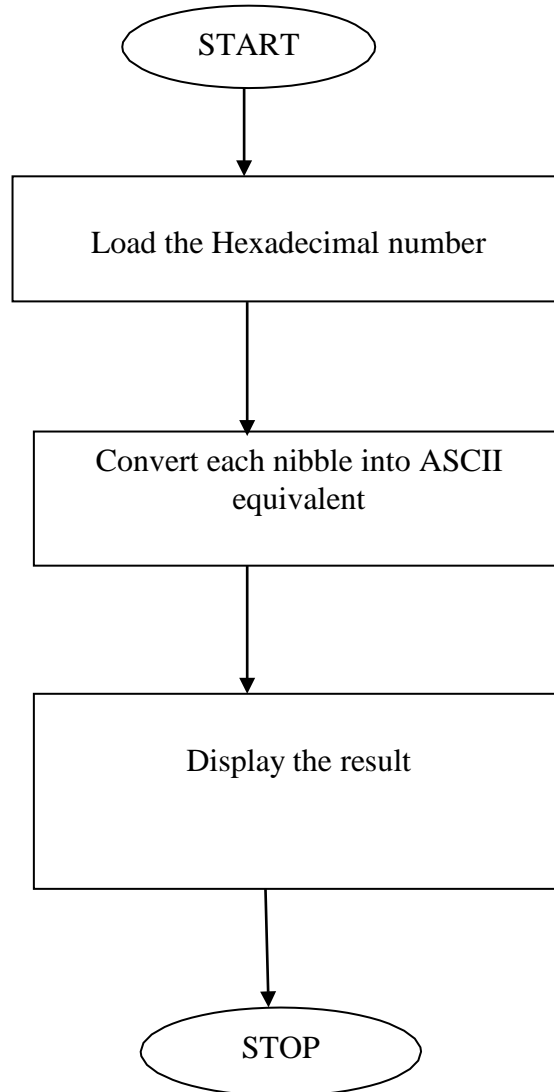 START
Load the Hexadecimal number
Convert each nibble into ASCII
equivalent
Display the result
STOP